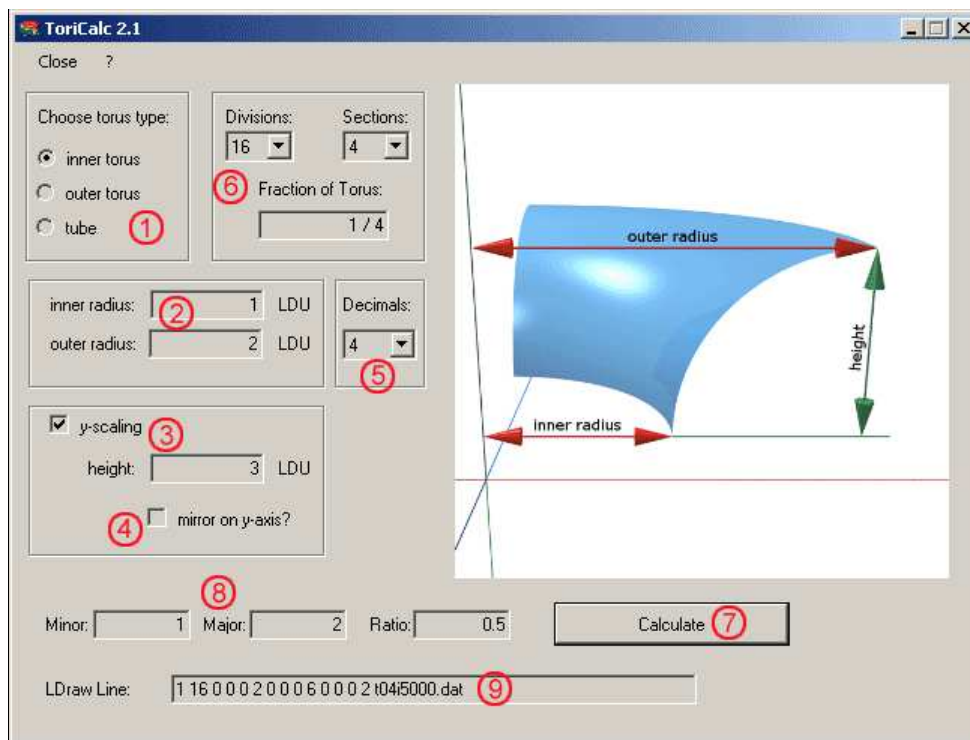 ToriCalc 2.1
Close ?
Choose torus type:
inner torus
outer torus
tube
1
Divisions: Sections:
16 4
6 Fraction of Torus:
1 / 4
inner radius: 2 1 LDU
outer radius: 2 LDU
Decimals:
4
5
y-scaling 3
height: 3 LDU
4 mirror on y-axis?
outer radius
height
inner radius
8
Minor: 1 Major: 2 Ratio: 0.5
Calculate 7
LDraw Line: 1 16 0 0 0 2 0 0 0 6 0 0 0 2 t04i5000.dat 9